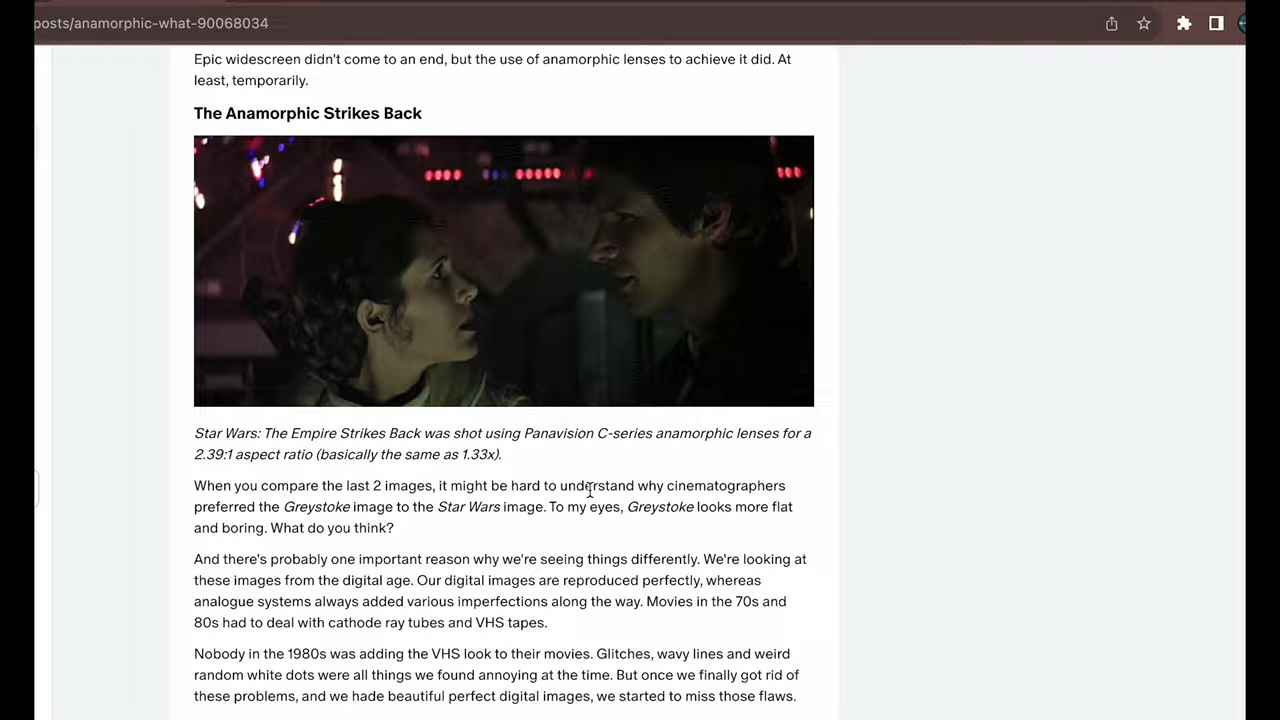 posts/anamorphic-what-90068034
Epic widescreen didn't come to an end, but the use of anamorphic lenses to achieve it did. At
least, temporarily.
The Anamorphic Strikes Back
Star Wars: The Empire Strikes Back was shot using Panavision C-series anamorphic lenses for a
2.39:1 aspect ratio (basically the same as 1.33x).
When you compare the last 2 images, it might be hard to understand why cinematographers
preferred the Greystoke image to the Star Wars image. To my eyes, Greystoke looks more flat
and boring. What do you think?
And there's probably one important reason why we're seeing things differently. We're looking at
these images from the digital age. Our digital images are reproduced perfectly, whereas
analogue systems always added various imperfections along the way. Movies in the 70s and
80s had to deal with cathode ray tubes and VHS tapes.
Nobody in the 1980s was adding the VHS look to their movies. Glitches, wavy lines and weird
random white dots were all things we found annoying at the time. But once we finally got rid of
these problems, and we hade beautiful perfect digital images, we started to miss those flaws.